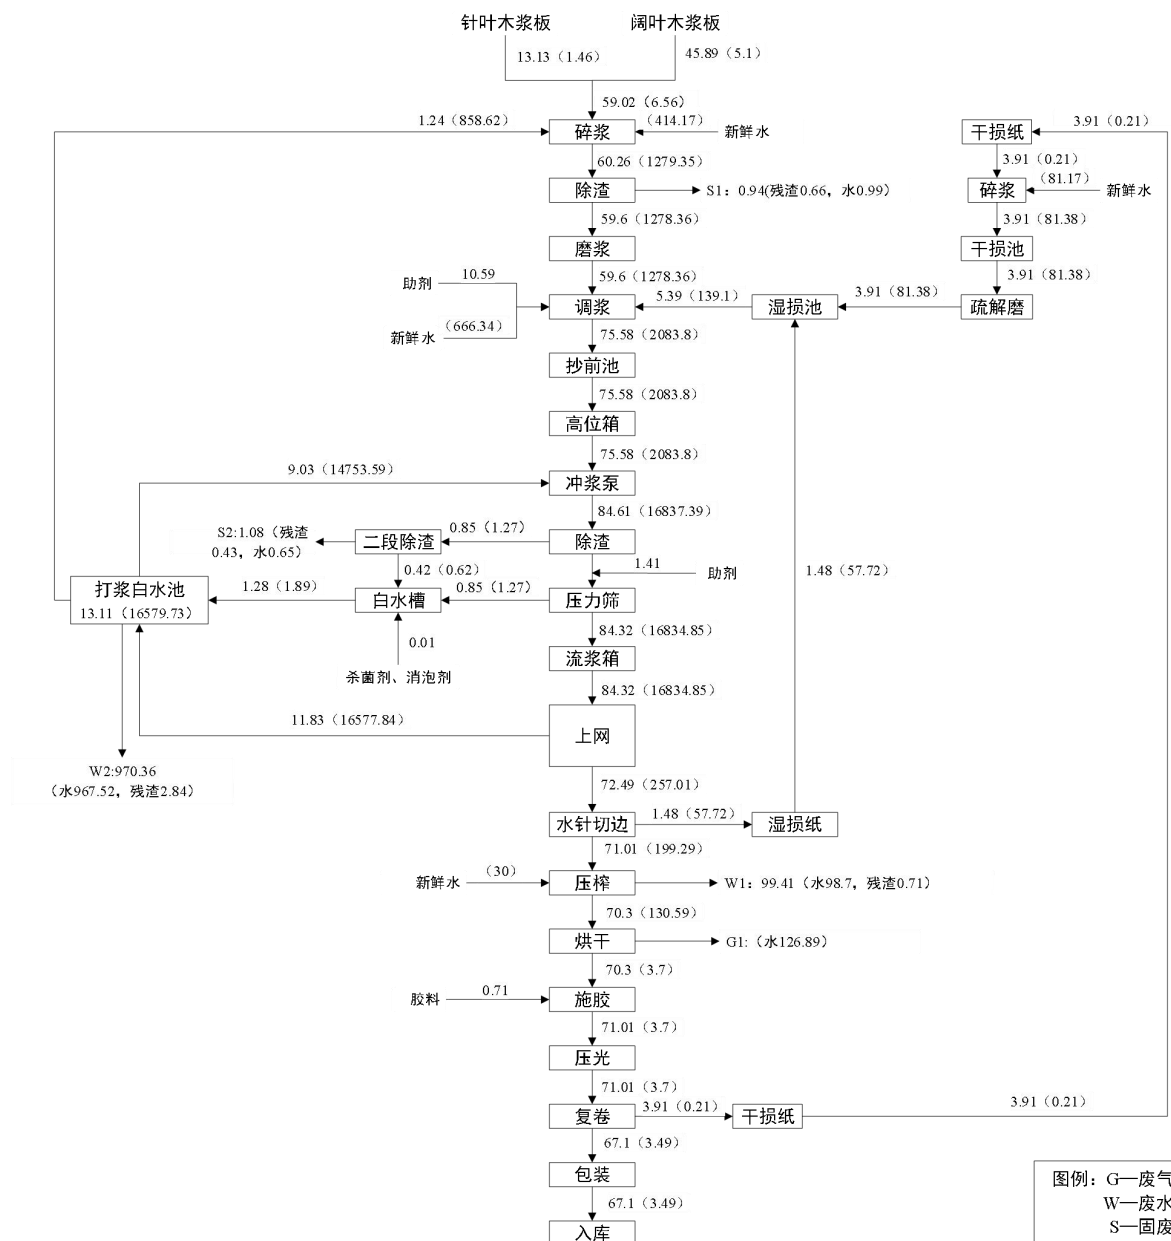 针叶木浆板
阔叶木浆板
13.13（1.46）
45.89（5.1）
59.02（6.56）
1.24（858.62）
碎浆
（414.17）
新鲜水
干损纸
3.91（0.21）
60.26（1279.35）
3.91（0.21）
除渣
S1：0.94(残渣0.66，水0.99）
碎浆
（81.17）
新鲜水
59.6（1278.36）
3.91（81.38）
磨浆
干损池
59.6（1278.36）
3.91（81.38）
助剂
10.59
调浆
5.39（139.1）
湿损池
3.91（81.38）
疏解磨
新鲜水
（666.34）
75.58（2083.8）
抄前池
75.58（2083.8）
高位箱
75.58（2083.8）
9.03（14753.59）
冲浆泵
84.61（16837.39）
S2:1.08（残渣
0.43，水0.65）
二段除渣
0.85（1.27）
除渣
0.42（0.62）
1.41
助剂
1.48（57.72）
打浆白水池
13.11（16579.73）
1.28（1.89）
白水槽
0.85（1.27）
压力筛
0.01
84.32（16834.85）
杀菌剂、消泡剂
流浆箱
84.32（16834.85）
11.83（16577.84）
上网
W2:970.36
（水967.52，残渣2.84）
72.49（257.01）
水针切边
1.48（57.72）
湿损纸
71.01（199.29）
新鲜水
（30）
压榨
W1：99.41（水98.7，残渣0.71）
70.3（130.59）
烘干
G1:（水126.89）
70.3（3.7）
胶料
0.71
施胶
71.01（3.7）
压光
71.01（3.7）
复卷
3.91（0.21）
干损纸
3.91（0.21）
67.1（3.49）
包装
67.1（3.49）
入库
图例：G—废气
W—废水
S—固废